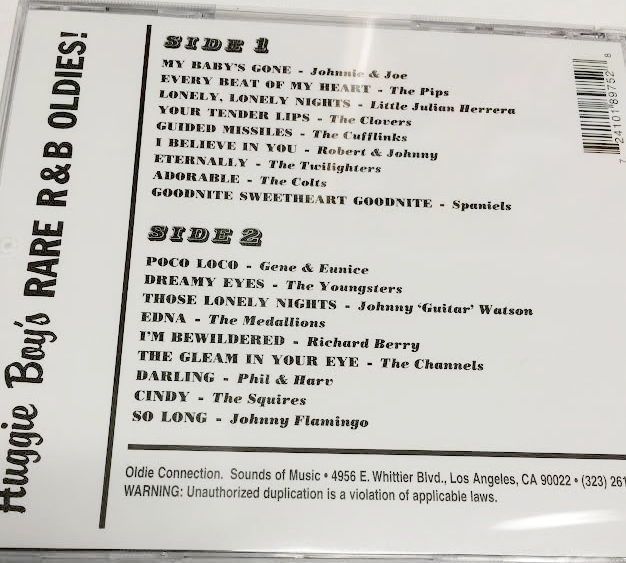 Huggie Boy's RARE R&B OLDIES!
SIDE 1
MY BABY'S GONE - Johnnie & Joe
EVERY BEAT OF MY HEART - The Pips
LONELY, LONELY NIGHTS - Little Julian Herrera
YOUR TENDER LIPS - The Clovers
GUIDED MISSILES - The Cufflinks
I BELIEVE IN YOU - Robert & Johnny
ETERNALLY - The Twilighters
ADORABLE - The Colts
GOODNITE SWEETHEART GOODNITE - Spaniels
SIDE 2
POCO LOCO - Gene & Eunice
DREAMY EYES - The Youngsters
THOSE LONELY NIGHTS - Johnny 'Guitar' Watson
EDNA - The Medallions
I'M BEWILDERED - Richard Berry
THE GLEAM IN YOUR EYE - The Channels
DARLING - Phil & Harv
CINDY - The Squires
SO LONG - Johnny Flamingo
Oldie Connection. Sounds of Music • 4956 E. Whittier Blvd., Los Angeles, CA 90022 • (323) 261
WARNING: Unauthorized duplication is a violation of applicable laws.
7 24101 89752 8